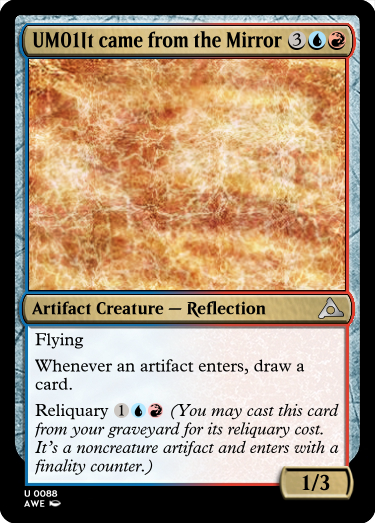 UM01It came from the Mirror 3
Artifact Creature — Reflection
Flying
Whenever an artifact enters, draw a
card.
Reliquary 1 (You may cast this card
from your graveyard for its reliquary cost.
It's a noncreature artifact and enters with a
finality counter.)
1/3
U 0088
AWE